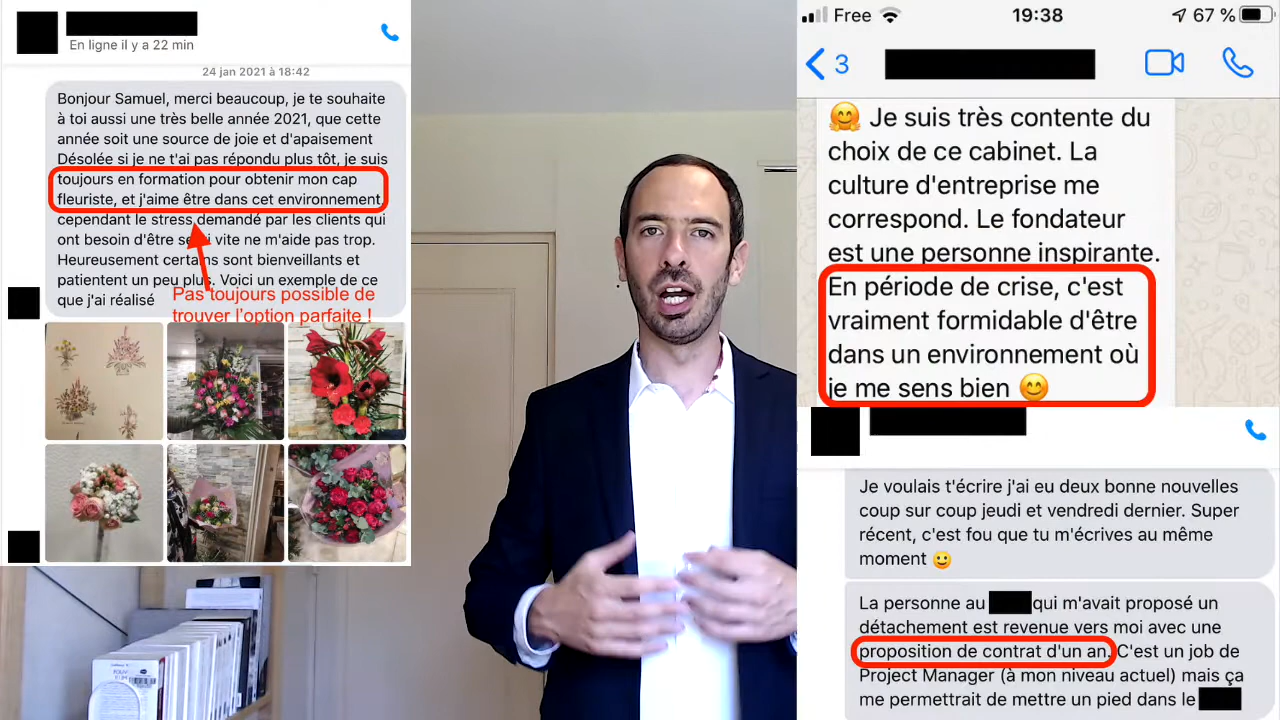 En ligne il y a 22 min
24 jan 2021 à 18:42
Bonjour Samuel, merci beaucoup, je te souhaite
à toi aussi une très belle année 2021, que cette
année soit une source de joie et d'apaisement
Désolée si je ne t'ai pas répondu plus tôt, je suis
toujours en formation pour obtenir mon cap
fleuriste, et j'aime être dans cet environnement
cependant le stress demandé par les clients qui
ont besoin d'être vite ne m'aide pas trop.
Heureusement certains sont bienveillants et
patientent un peu plus. Voici un exemple de ce
que j'ai réalisé
Pas toujours possible de
trouver l'option parfaite !
Free 19:38 67 %
3
🤗 Je suis très contente du
choix de ce cabinet. La
culture d'entreprise me
correspond. Le fondateur
est une personne inspirante.
En période de crise, c'est
vraiment formidable d'être
dans un environnement où
je me sens bien 😊
Je voulais t'écrire j'ai eu deux bonne nouvelles
coup sur coup jeudi et vendredi dernier. Super
récent, c'est fou que tu m'écrives au même
moment 🙂
La personne au qui m'avait proposé un
détachement est revenue vers moi avec une
proposition de contrat d'un an. C'est un job de
Project Manager (à mon niveau actuel) mais ça
me permettrait de mettre un pied dans le